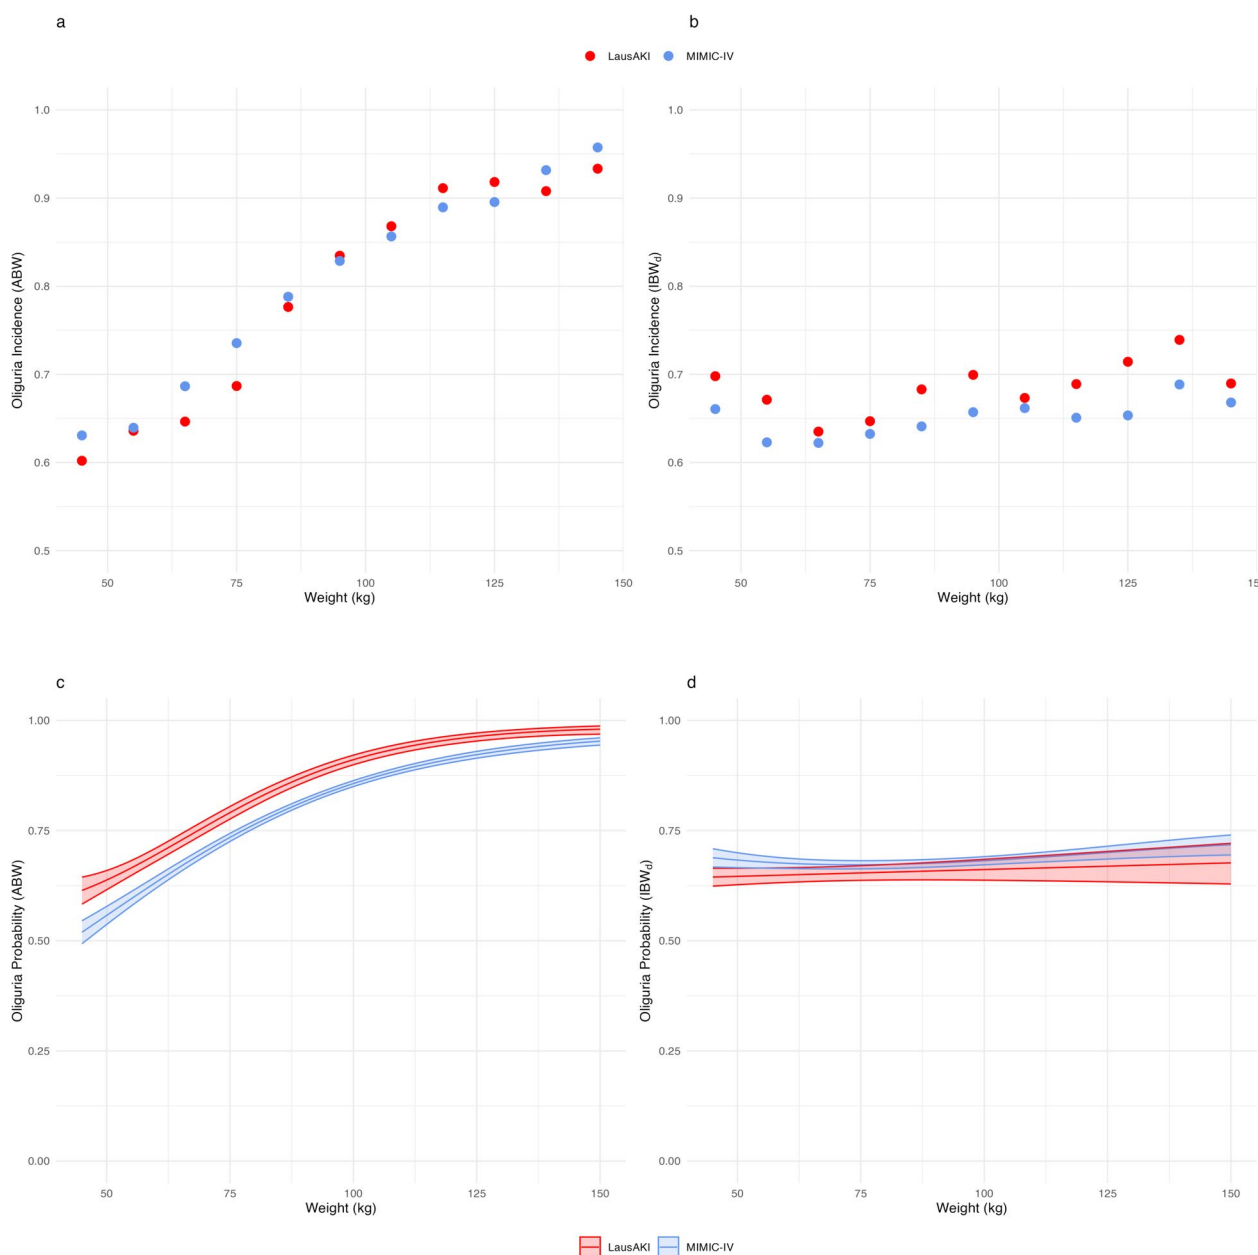 a
b
LausAKI MIMIC-IV
Oliguria Incidence (ABW)
1.0
0.9
0.8
0.7
0.6
0.5
50 75 100 125 150
Weight (kg)
Oliguria Incidence (IBWd)
1.0
0.9
0.8
0.7
0.6
0.5
50 75 100 125 15
Weight (kg)
c
Oliguria Probability (ABW)
1.00
0.75
0.50
0.25
0.00
50 75 100 125 150
Weight (kg)
d
Oliguria Probability (IBWd)
1.00
0.75
0.50
0.25
0.00
50 75 100 125 150
Weight (kg)
LausAKI MIMIC-IV